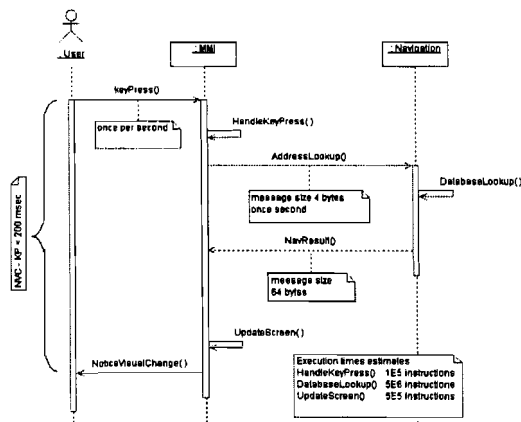 : User
: MMI
: Navigation
keyPress()
once per second
HandleKeyPress()
AddressLookup()
message size 4 bytes
once second
DatabaseLookup()
NavResult()
message size
64 bytes
NVC - KP < 200 msec
UpdateScreen()
NoticeVisualChange()
Execution times estimates
HandleKeyPress() 1E5 instructions
DatabaseLookup() 5E6 instructions
UpdateScreen() 5E5 instructions